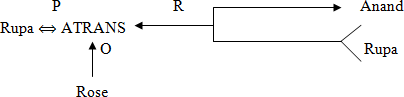 P R Anand
Rupa ⇔ ATRANS
O Rupa
Rose